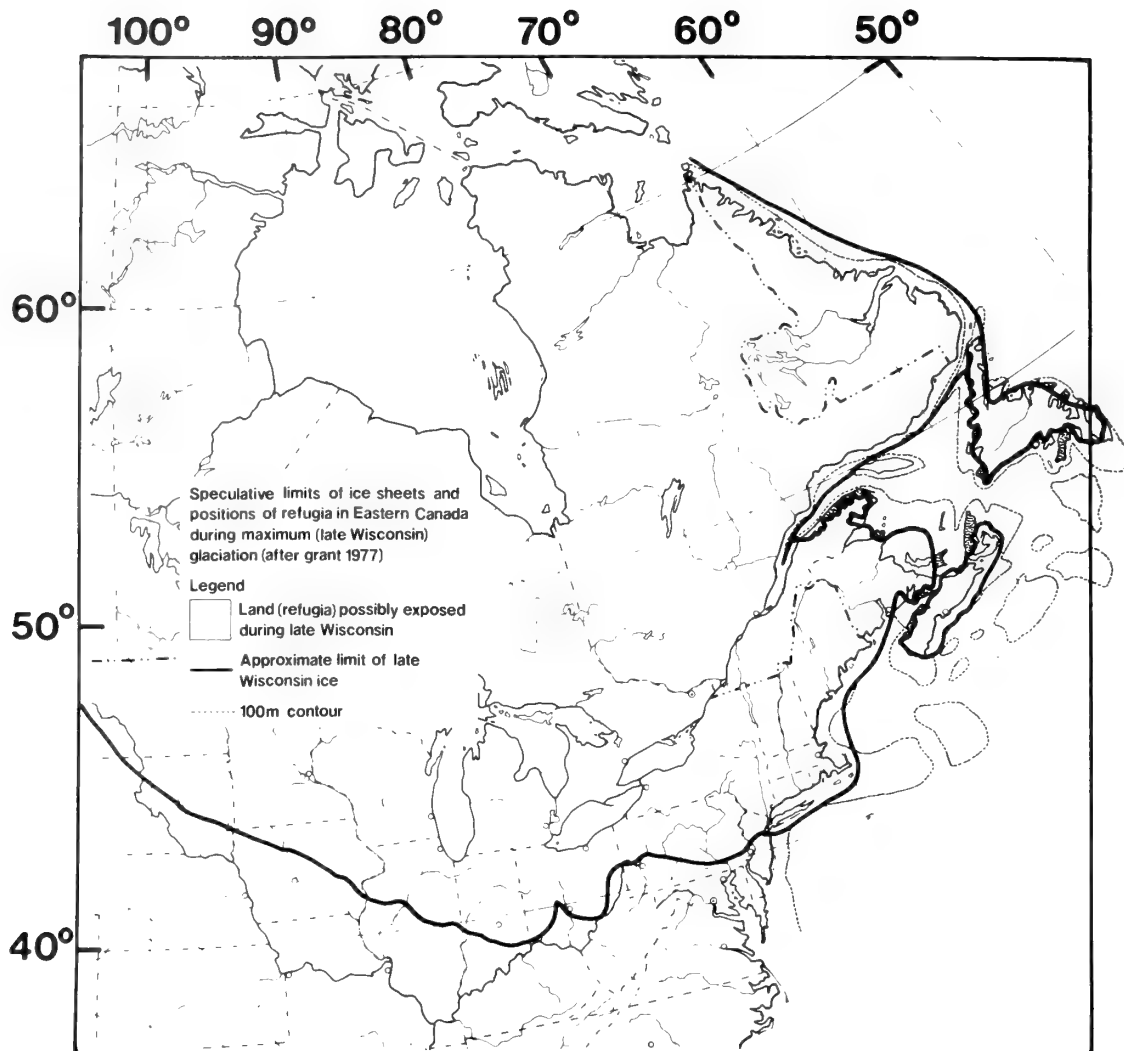 100° 90° 80° 70° 60° 50°
60°
50°
40°
Speculative limits of ice sheets and
positions of refugia in Eastern Canada
during maximum (late Wisconsin)
glaciation (after grant 1977)
Legend
Land (refugia) possibly exposed
during late Wisconsin
Approximate limit of late
Wisconsin ice
100m contour